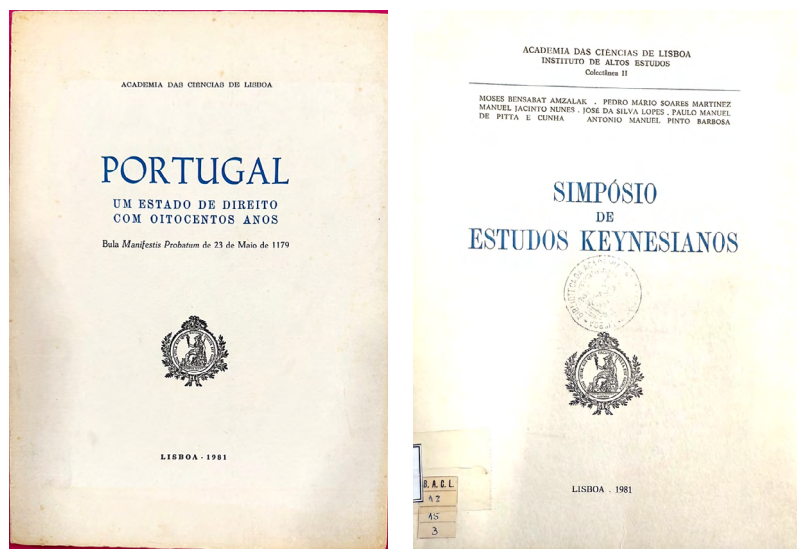 ACADEMIA DAS CIÊNCIAS DE LISBOA
PORTUGAL
UM ESTADO DE DIREITO
COM OITOCENTOS ANOS
Bula Manifestis Probatum de 23 de Maio de 1179
LISBOA - 1981
ACADEMIA DAS CIÊNCIAS DE LISBOA
INSTITUTO DE ALTOS ESTUDOS
Colectânea II
MOSES BENSABAT AMZALAK . PEDRO MÁRIO SOARES MARTINEZ
MANUEL JACINTO NUNES . JOSÉ DA SILVA LOPES . PAULO MANUEL
DE PITTA E CUNHA ANTONIO MANUEL PINTO BARBOSA
SIMPÓSIO
DE
ESTUDOS KEYNESIANOS
B. A. C. L.
12
15
3
LISBOA . 1981